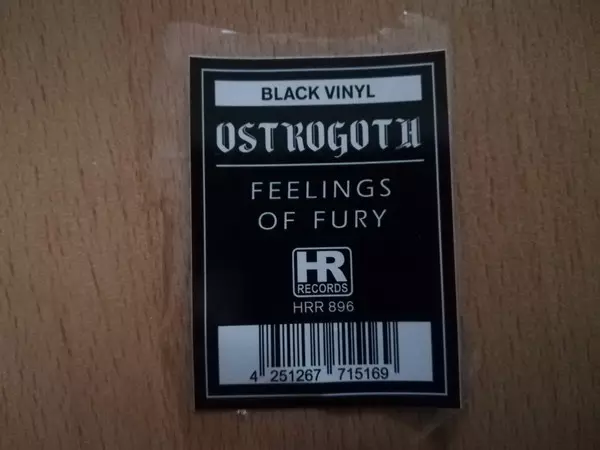 BLACK VINYL
OSTROGOTH
FEELINGS
OF FURY
HR
RECORDS
HRR 896
4 251267 715169